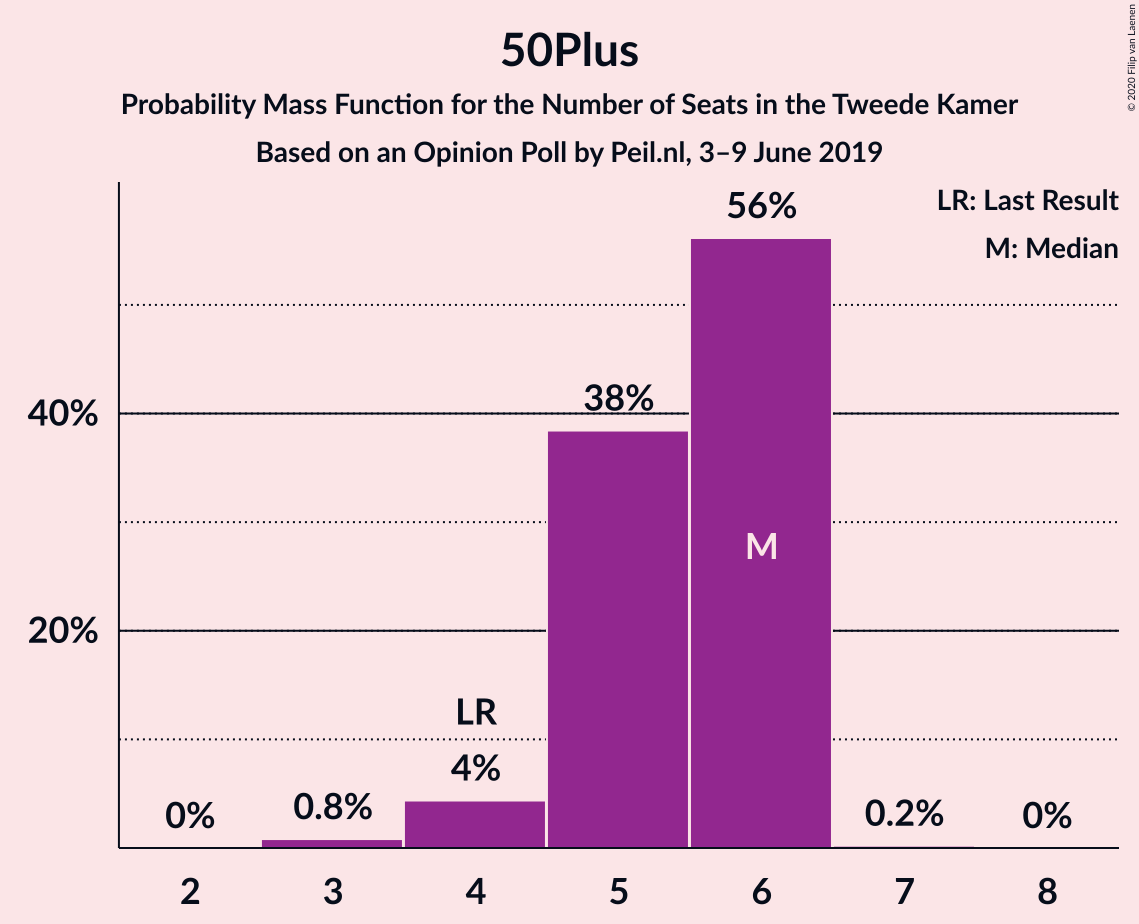 50Plus
Probability Mass Function for the Number of Seats in the Tweede Kamer
Based on an Opinion Poll by Peil.nl, 3–9 June 2019
© 2020 Filip van Laenen
LR: Last Result
M: Median
56%
38%
40%
M
20%
LR
4%
0%
0.8%
0.2%
0%
2 3 4 5 6 7 8